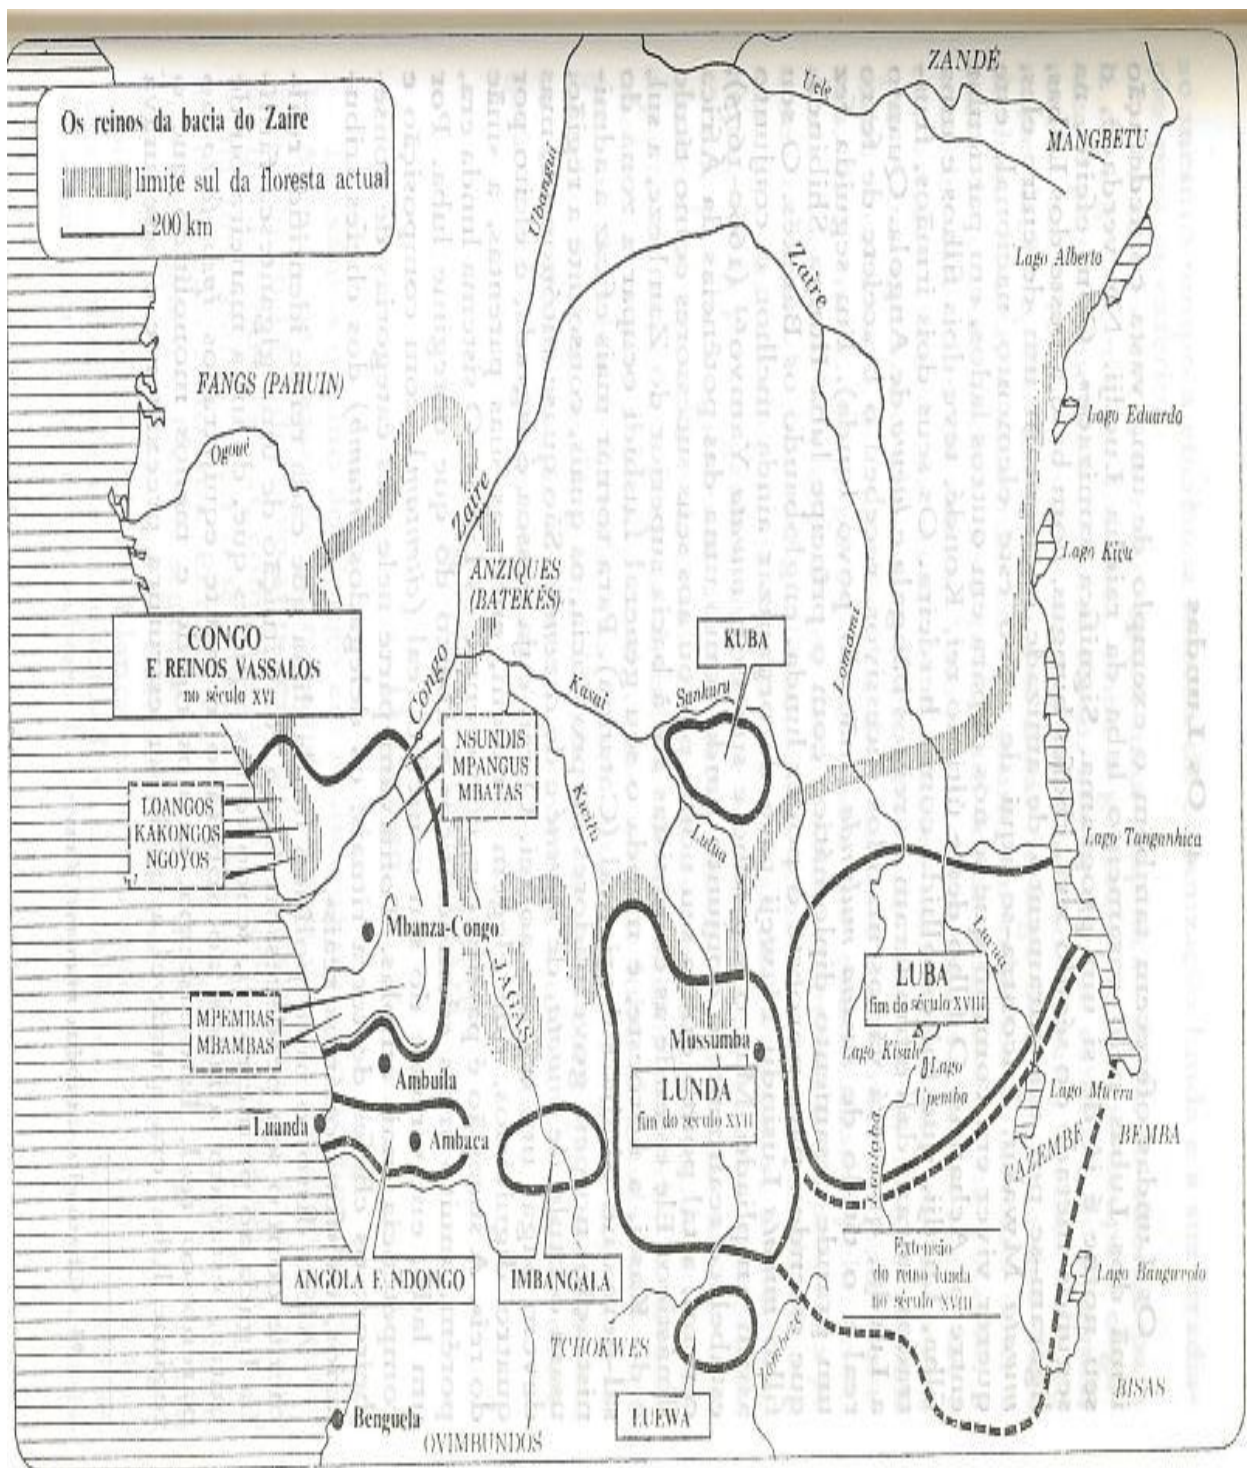 Os reinos da bacia do Zaire
limite sul da floresta actual
200 km
ZANDÉ
Uele
MANGBETU
Ubangui
Lago Alberto
Zaire
FANGS (PAHUIN)
Lago Eduardo
Ogoué
Zaire
Lago Kivu
ANZIQUES
(BATEKÉS)
CONGO
E REINOS VASSALOS
no século XVI
KUBA
Lomami
Congo
Kasai
Sunkuru
NSUNDIS
MPANGUS
MBATAS
LOANGOS
KAKONGOS
NGOYOS
Kuilu
Lulua
Lago Tanganhica
Mbanza-Congo
Luvua
JAGAS
LUBA
fim do século XVIII
MPEMBAS
MBAMBAS
Mussumba
Lago Kisale
Lago
Upemba
Ambuila
LUNDA
fim do século XVII
Lago Mweru
Luanda
Ambaca
CAZEMBE
BEMBA
Lualaba
ANGOLA E NDONGO
IMBANGALA
Extensão
do reino lunda
no século XVIII
Lago Bangweolo
TCHOKWES
Zambeze
LUEWA
BISAS
Benguela
OVIMBUNDOS